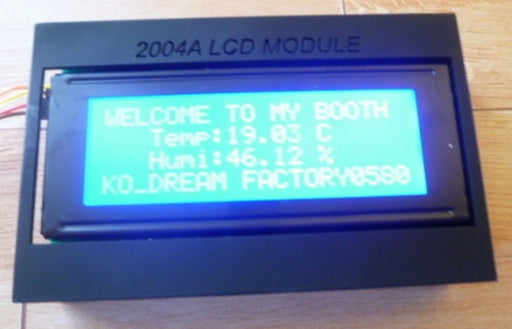 2004A LCD MODULE
WELCOME TO MY BOOTH
Temp:19.03 C
Humi:46.12 %
KO_DREAM FACTORY0580